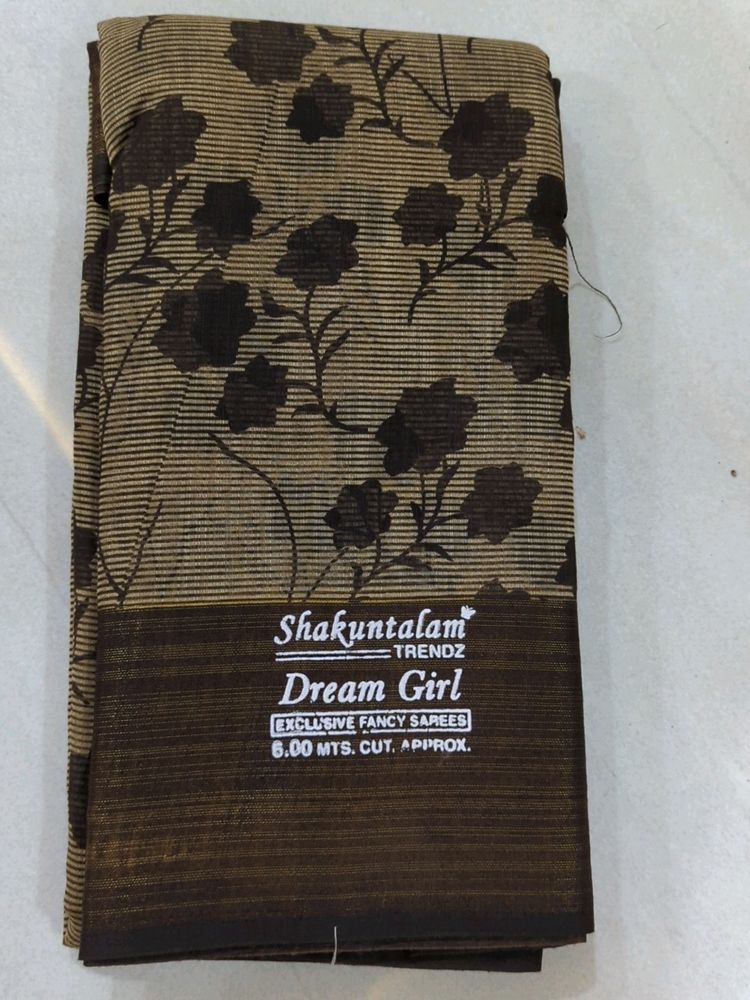 Shakuntalam
TRENDZ
Dream Girl
EXCLUSIVE FANCY SAREES
6.00 MTS. CUT. APPROX.